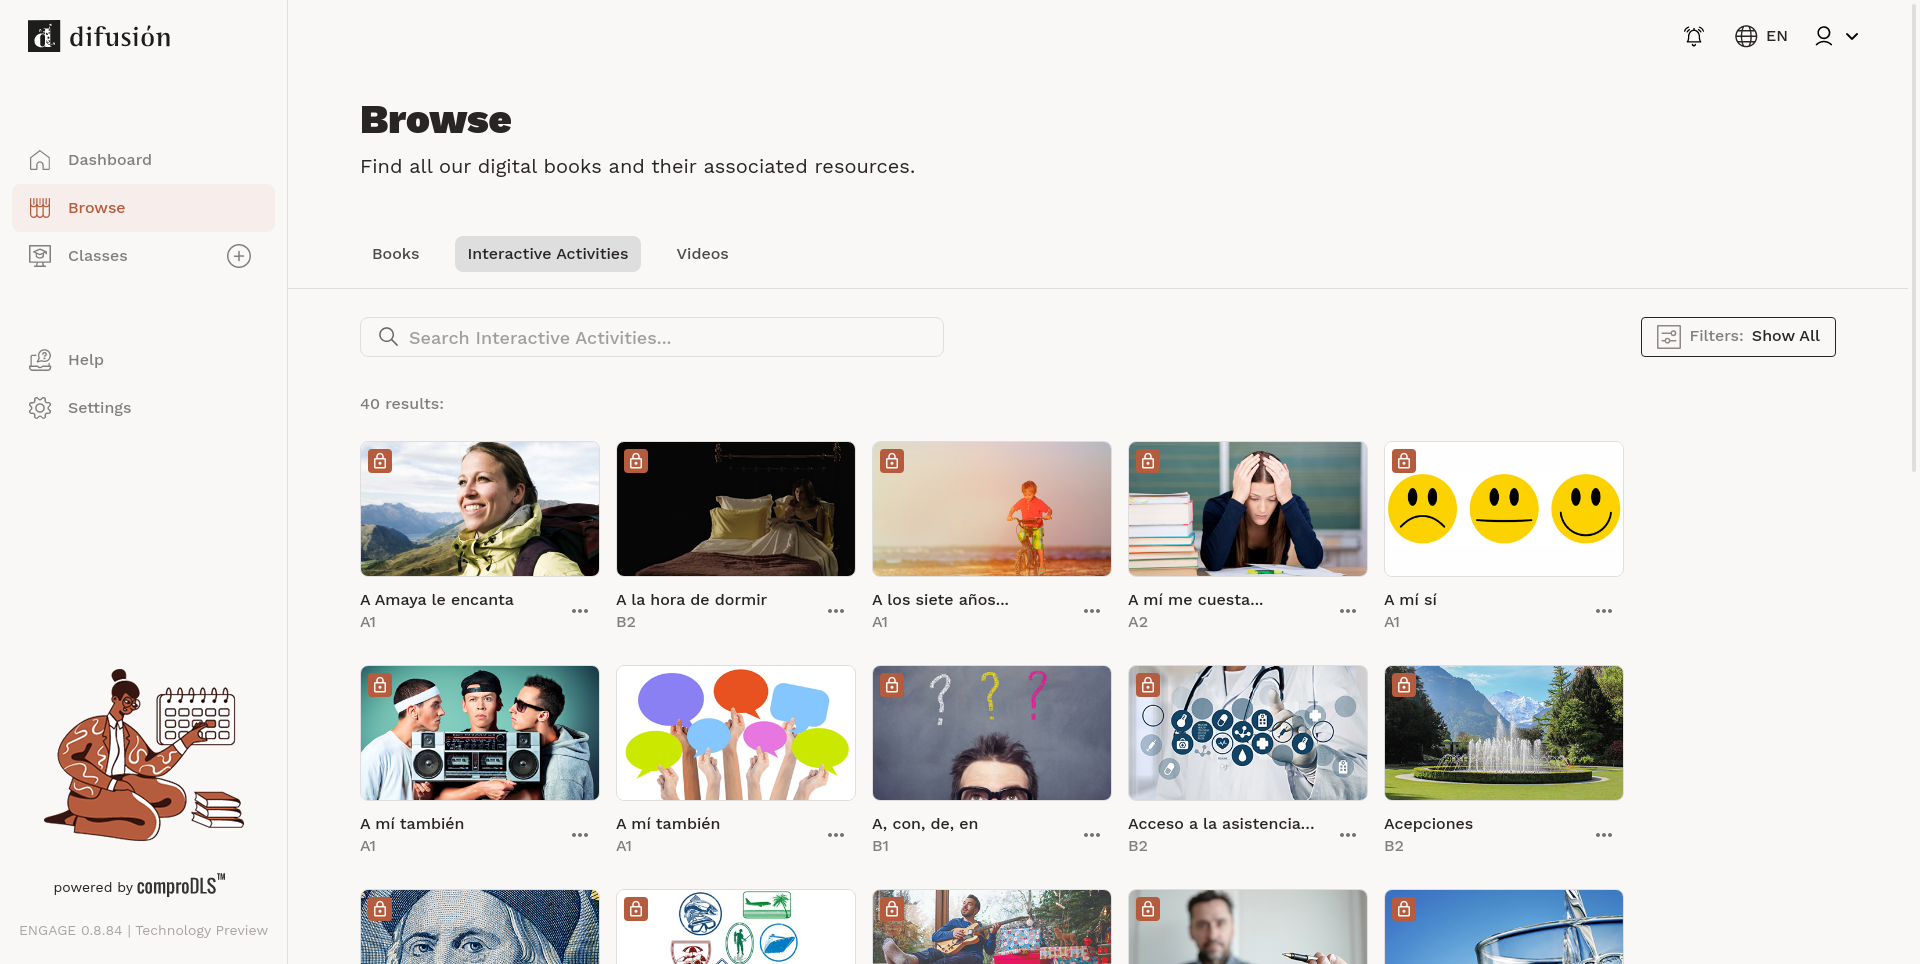 difusión
EN
Dashboard
Browse
Classes
Help
Settings
powered by comproDLS™
ENGAGE 0.8.84 | Technology Preview
Browse
Find all our digital books and their associated resources.
Books
Interactive Activities
Videos
Search Interactive Activities...
Filters: Show All
40 results:
A Amaya le encanta
A1
A la hora de dormir
B2
A los siete años...
A1
A mí me cuesta...
A2
A mí sí
A1
A mí también
A1
A mí también
A1
A, con, de, en
B1
Acceso a la asistencia...
B2
Acepciones
B2